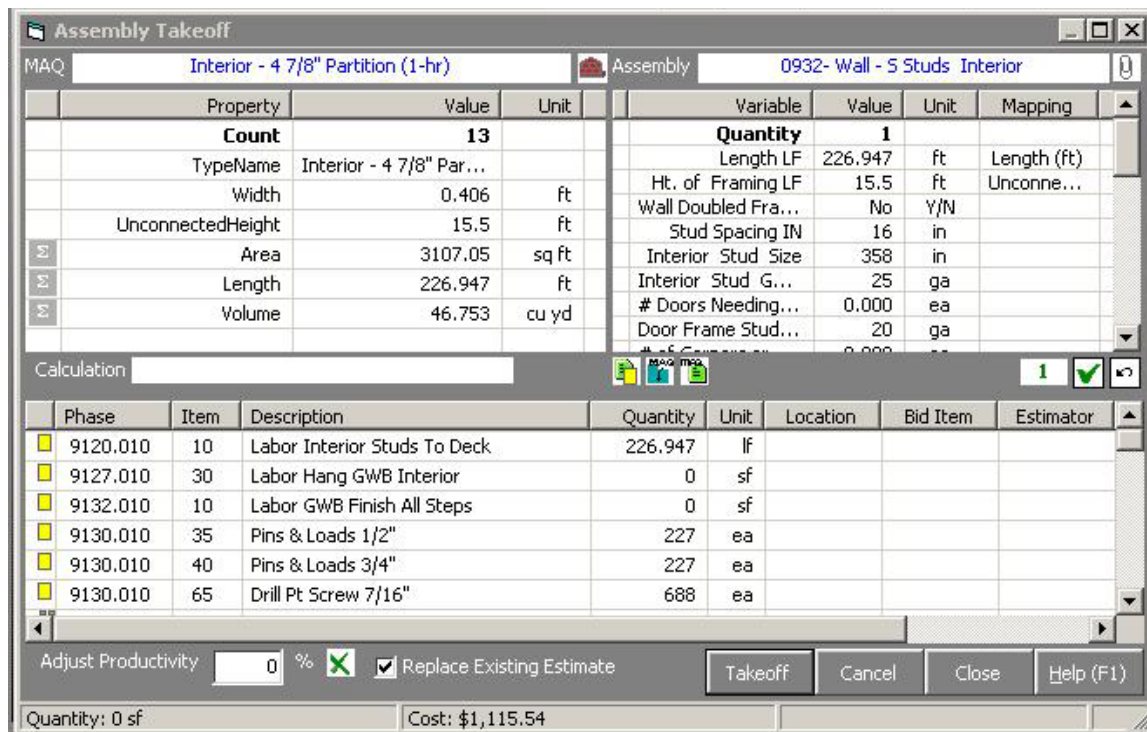 Assembly Takeoff
MAQ Interior - 4 7/8" Partition (1-hr) Assembly 0932- Wall - S Studs Interior
Property Value Unit
Count 13
TypeName Interior - 4 7/8" Par...
Width 0.406 ft
UnconnectedHeight 15.5 ft
Σ Area 3107.05 sq ft
Σ Length 226.947 ft
Σ Volume 46.753 cu yd
Variable Value Unit Mapping
Quantity 1
Length LF 226.947 ft Length (ft)
Ht. of Framing LF 15.5 ft Unconne...
Wall Doubled Fra... No Y/N
Stud Spacing IN 16 in
Interior Stud Size 358 in
Interior Stud G... 25 ga
# Doors Needing... 0.000 ea
Door Frame Stud... 20 ga
Calculation MAQ MAQ 1
Phase Item Description Quantity Unit Location Bid Item Estimator
9120.010 10 Labor Interior Studs To Deck 226.947 lf
9127.010 30 Labor Hang GWB Interior 0 sf
9132.010 10 Labor GWB Finish All Steps 0 sf
9130.010 35 Pins & Loads 1/2" 227 ea
9130.010 40 Pins & Loads 3/4" 227 ea
9130.010 65 Drill Pt Screw 7/16" 688 ea
Adjust Productivity 0 % Replace Existing Estimate Takeoff Cancel Close Help (F1)
Quantity: 0 sf Cost: $1,115.54